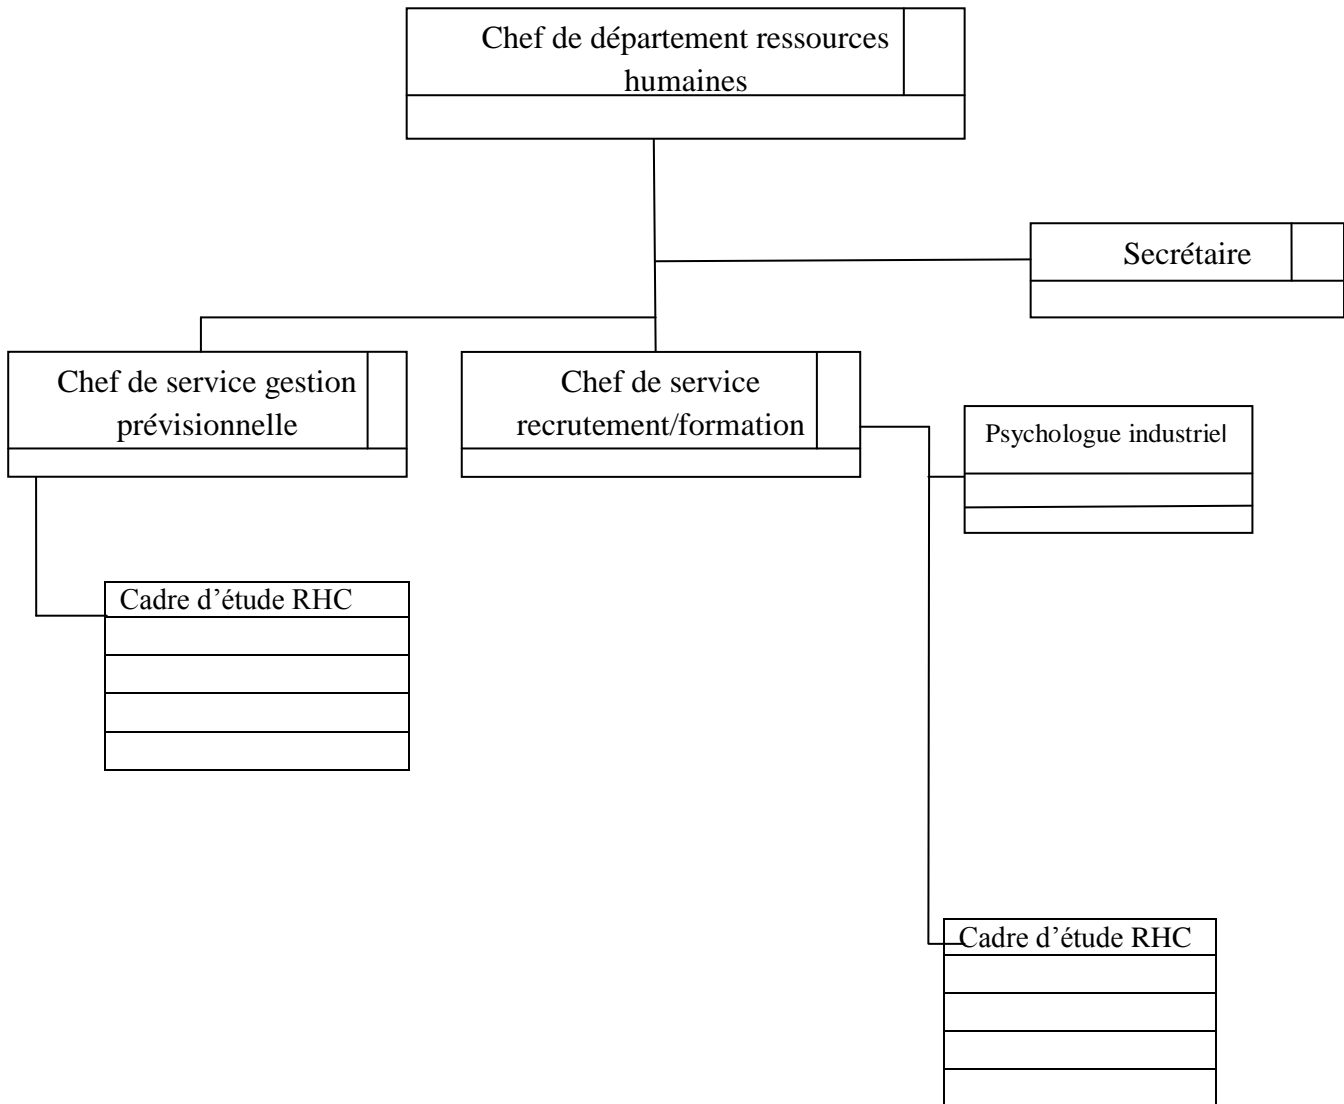 Chef de département ressources
humaines
Secrétaire
Chef de service gestion
prévisionnelle
Chef de service
recrutement/formation
Psychologue industriel
Cadre d’étude RHC
Cadre d’étude RHC